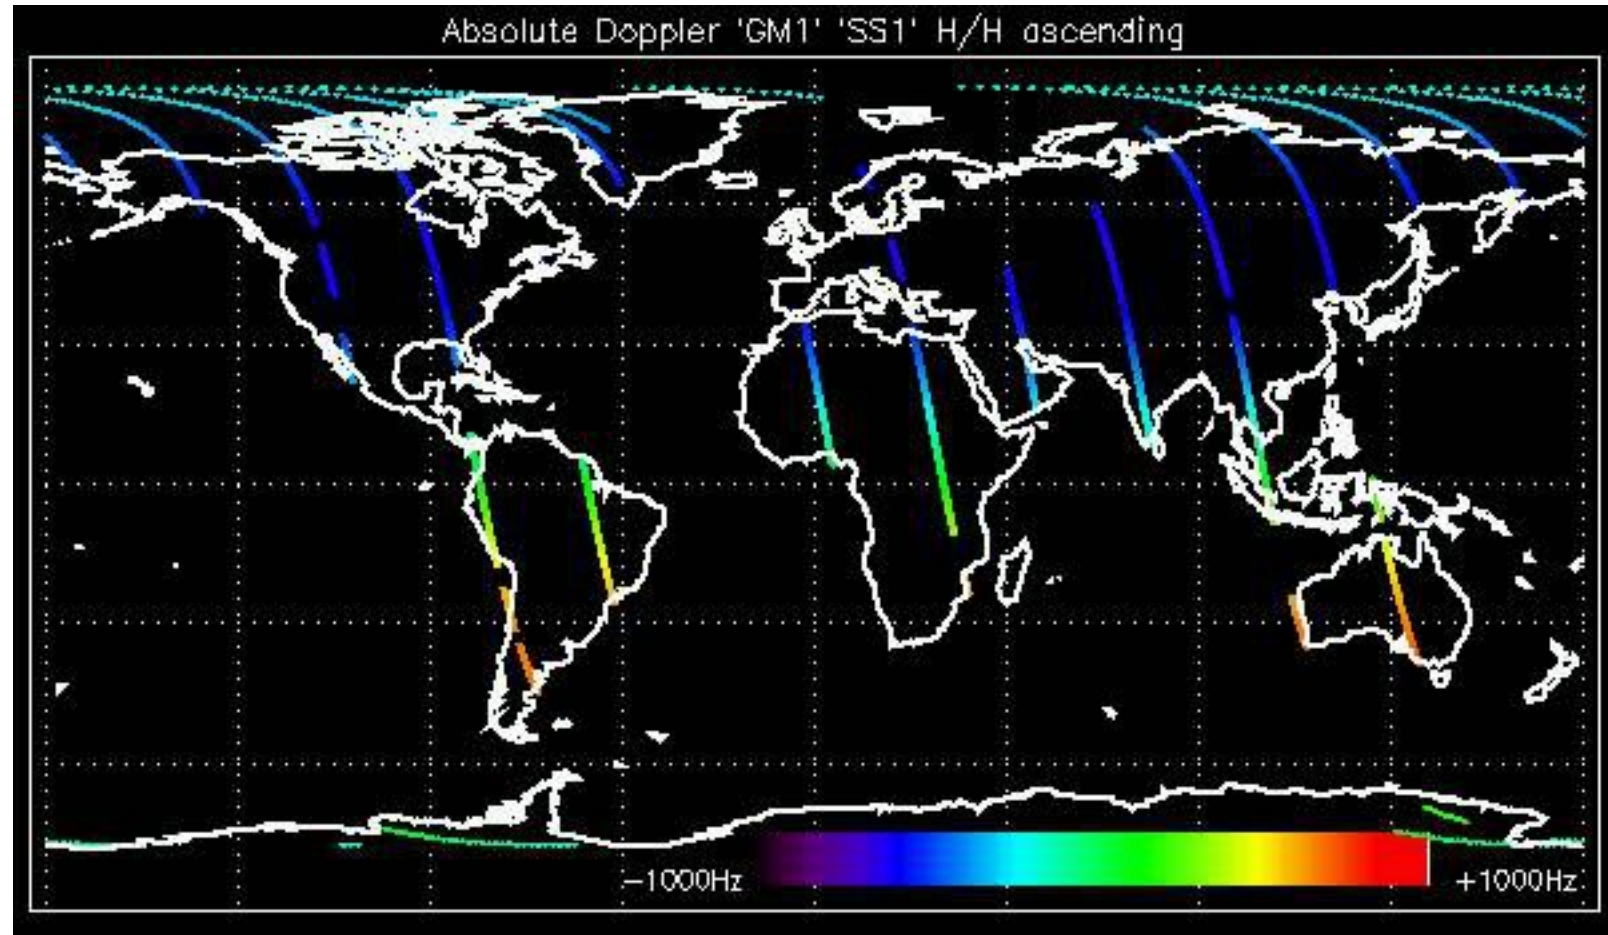 Absolute Doppler 'GM1' 'SS1' H/H ascending
−1000Hz +1000Hz